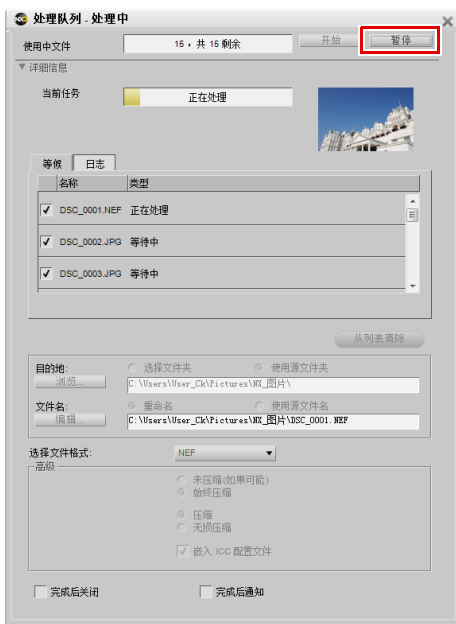 处理队列 - 处理中
使用中文件 15，共 15 剩余 开始 暂停
详细信息
当前任务 正在处理
等候 日志
名称 类型
DSC_0001.NEF 正在处理
DSC_0002.JPG 等待中
DSC_0003.JPG 等待中
从列表清除
目的地: 选择文件夹 使用源文件夹
浏览... C:\Users\User_Ck\Pictures\NX_图片\
文件名: 重命名 使用源文件名
编辑... C:\Users\User_Ck\Pictures\NX_图片\DSC_0001.NEF
选择文件格式: NEF
高级
未压缩(如果可能)
始终压缩
压缩
无损压缩
嵌入 ICC 配置文件
完成后关闭 完成后通知